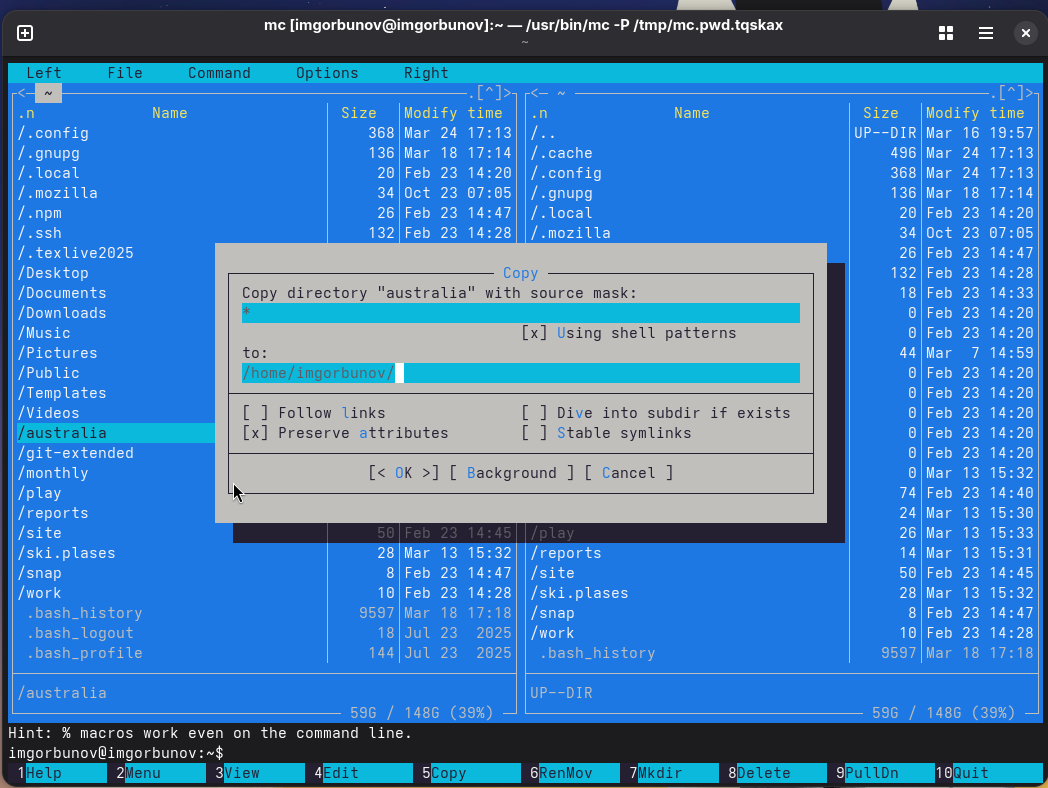 mc [imgorbunov@imgorbunov]:~ — /usr/bin/mc -P /tmp/mc.pwd.tqskax
~
Left File Command Options Right
<─ ~ ─.[^]> <─ ~ ─.[^]>
.n Name Size Modify time .n Name Size Modify time
/.config 368 Mar 24 17:13 /.. UP--DIR Mar 16 19:57
/.gnupg 136 Mar 18 17:14 /.cache 496 Mar 24 17:13
/.local 20 Feb 23 14:20 /.config 368 Mar 24 17:13
/.mozilla 34 Oct 23 07:05 /.gnupg 136 Mar 18 17:14
/.npm 26 Feb 23 14:47 /.local 20 Feb 23 14:20
/.ssh 132 Feb 23 14:28 /.mozilla 34 Oct 23 07:05
/.texlive2025 26 Feb 23 14:47
/Desktop Copy 132 Feb 23 14:28
/Documents Copy directory "australia" with source mask: 18 Feb 23 14:33
/Downloads * 0 Feb 23 14:20
/Music [x] Using shell patterns 0 Feb 23 14:20
/Pictures to: 44 Mar 7 14:59
/Public /home/imgorbunov/ 0 Feb 23 14:20
/Templates 0 Feb 23 14:20
/Videos [ ] Follow links [ ] Dive into subdir if exists 0 Feb 23 14:20
/australia [x] Preserve attributes [ ] Stable symlinks 0 Feb 23 14:20
/git-extended 0 Feb 23 14:20
/monthly [< OK >] [ Background ] [ Cancel ] 0 Mar 13 15:32
/play 74 Feb 23 14:40
/reports 24 Mar 13 15:30
/site 50 Feb 23 14:45 /play 26 Mar 13 15:33
/ski.plases 28 Mar 13 15:32 /reports 14 Mar 13 15:31
/snap 8 Feb 23 14:47 /site 50 Feb 23 14:45
/work 10 Feb 23 14:28 /ski.plases 28 Mar 13 15:32
.bash_history 9597 Mar 18 17:18 /snap 8 Feb 23 14:47
.bash_logout 18 Jul 23 2025 /work 10 Feb 23 14:28
.bash_profile 144 Jul 23 2025 .bash_history 9597 Mar 18 17:18
/australia UP--DIR
59G / 148G (39%) 59G / 148G (39%)
Hint: % macros work even on the command line.
imgorbunov@imgorbunov:~$
1Help 2Menu 3View 4Edit 5Copy 6RenMov 7Mkdir 8Delete 9PullDn 10Quit